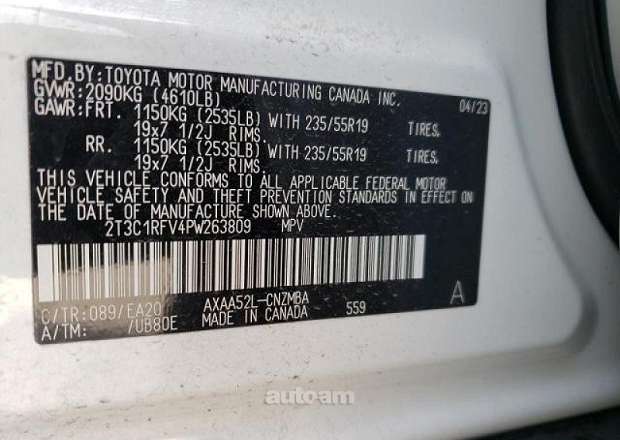 MFD. BY: TOYOTA MOTOR MANUFACTURING CANADA INC.
GVWR: 2090KG (4610LB) 04/23
GAWR: FRT. 1150KG (2535LB) WITH 235/55R19 TIRES,
19x7 1/2J RIMS.
RR. 1150KG (2535LB) WITH 235/55R19 TIRES,
19x7 1/2J RIMS.
THIS VEHICLE CONFORMS TO ALL APPLICABLE FEDERAL MOTOR
VEHICLE SAFETY AND THEFT PREVENTION STANDARDS IN EFFECT ON
THE DATE OF MANUFACTURE SHOWN ABOVE.
2T3C1RFV4PW263809 MPV
C/TR: 089/EA20 AXAA52L-CNZMBA A
A/TM: /UB80E MADE IN CANADA 559
autoam